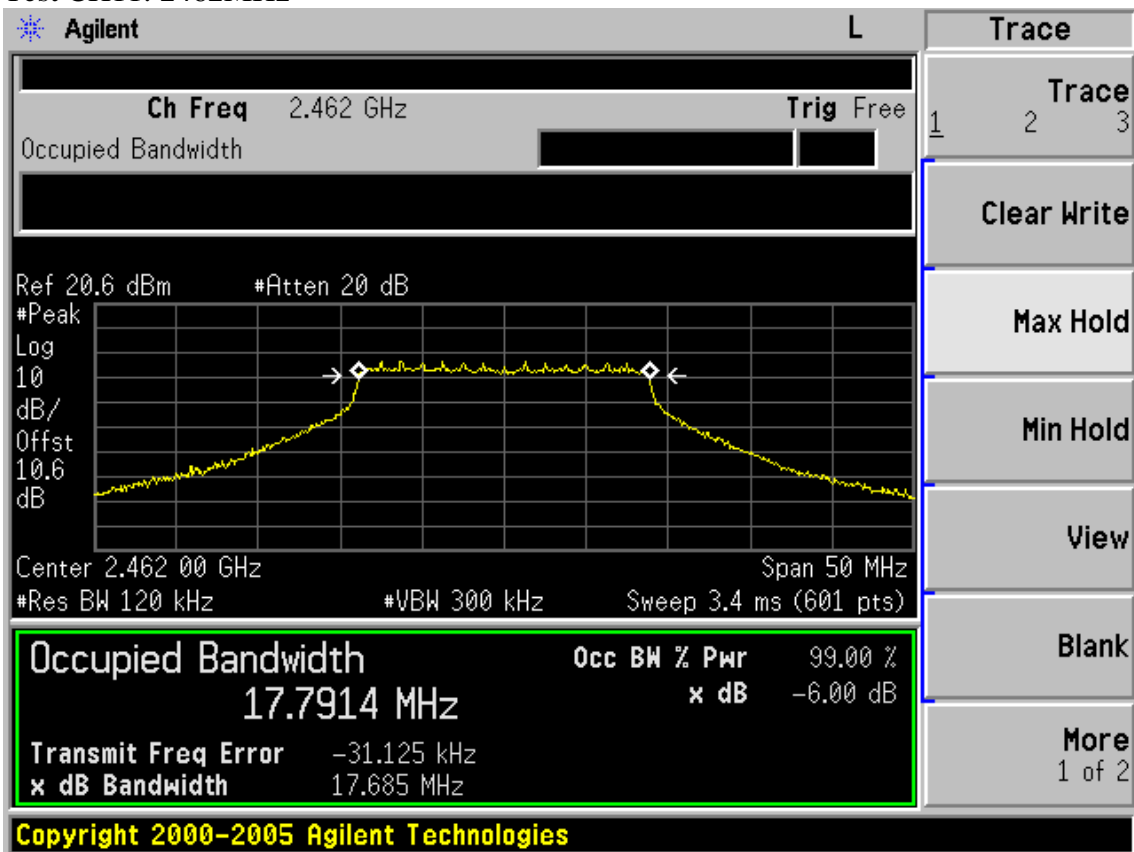 Agilent L Trace
Ch Freq 2.462 GHz Trig Free
Occupied Bandwidth
Trace
1 2 3
Clear Write
Ref 20.6 dBm #Atten 20 dB
#Peak
Log
10
dB/
Offst
10.6
dB
Max Hold
Min Hold
View
Center 2.462 00 GHz Span 50 MHz
#Res BW 120 kHz #VBW 300 kHz Sweep 3.4 ms (601 pts)
Occupied Bandwidth Occ BW % Pwr 99.00 %
17.7914 MHz x dB -6.00 dB
Transmit Freq Error -31.125 kHz
x dB Bandwidth 17.685 MHz
Blank
More
1 of 2
Copyright 2000-2005 Agilent Technologies